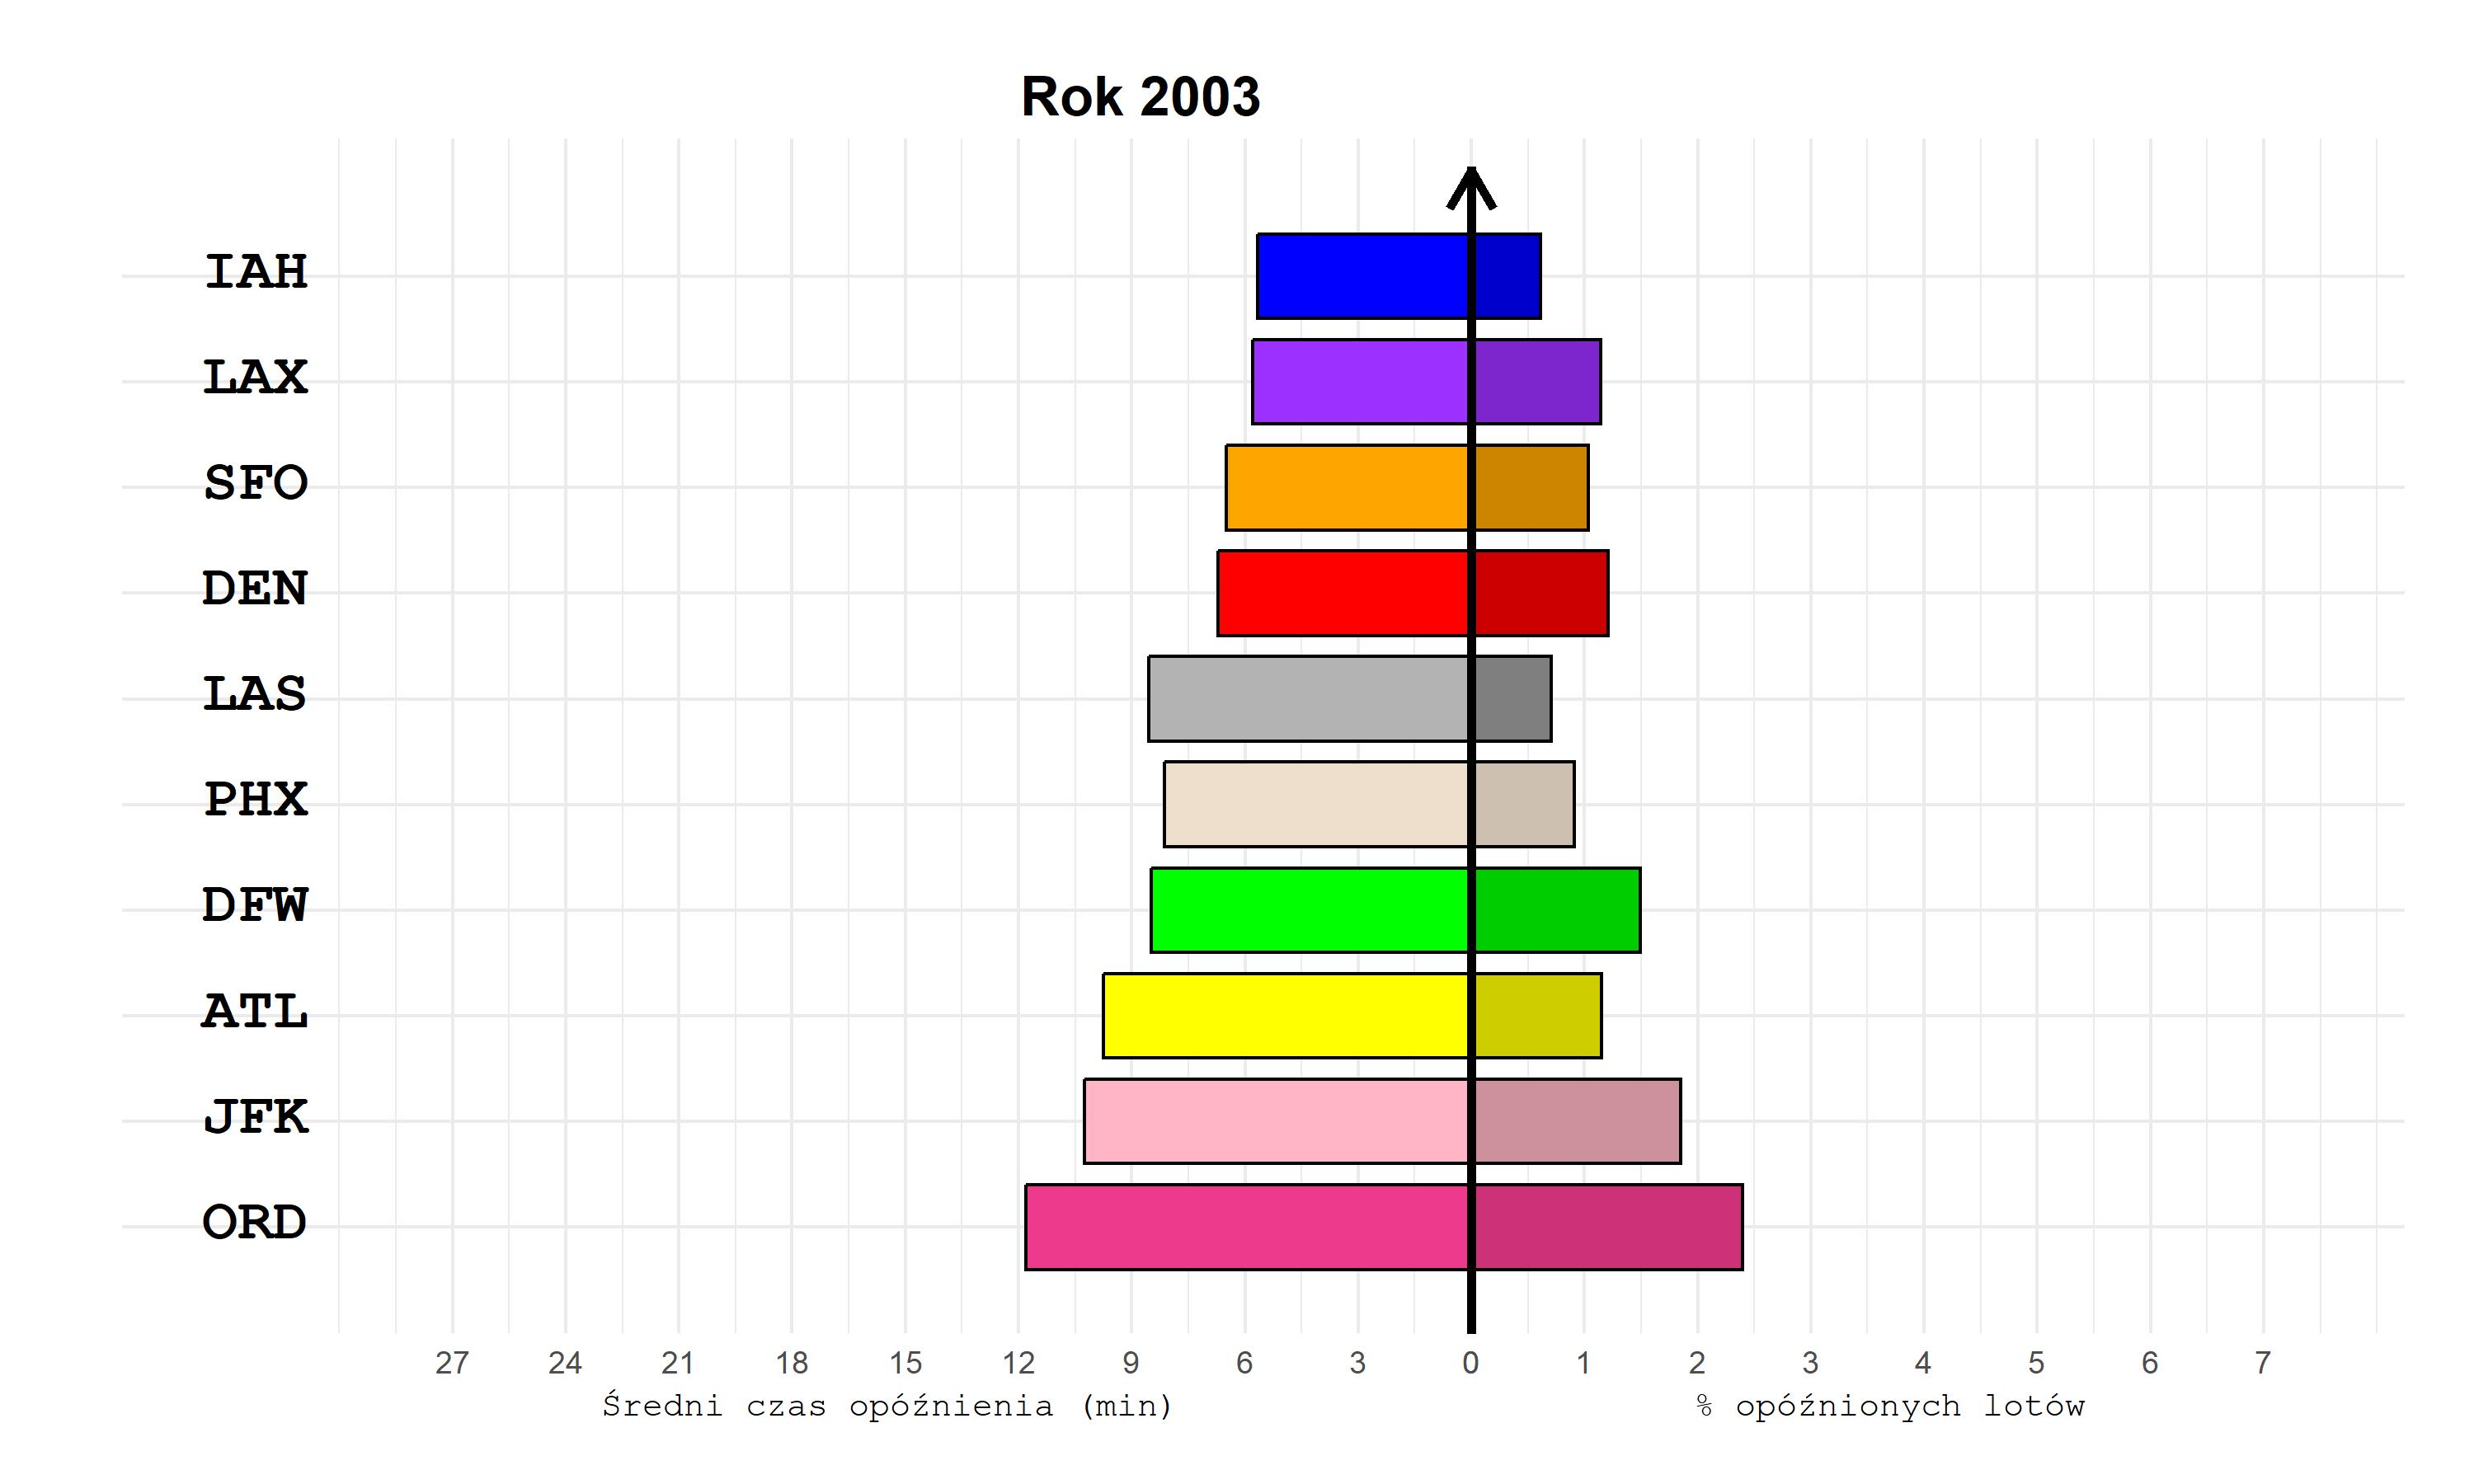 Rok 2003
IAH
LAX
SFO
DEN
LAS
PHX
DFW
ATL
JFK
ORD
27 24 21 18 15 12 9 6 3 0 1 2 3 4 5 6 7
Średni czas opóźnienia (min) % opóźnionych lotów